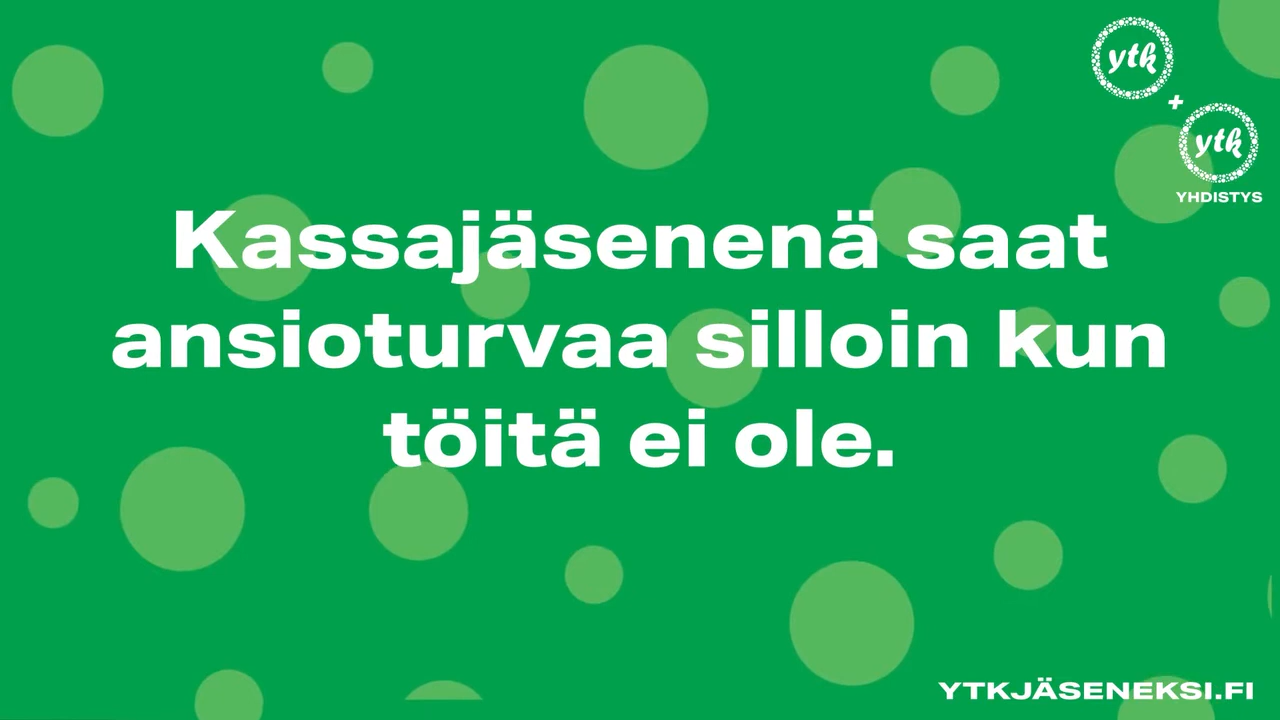 ytk
+
ytk
YHDISTYS
Kassajäsenenä saat
ansioturvaa silloin kun
töitä ei ole.
YTKJÄSENEKSI.FI